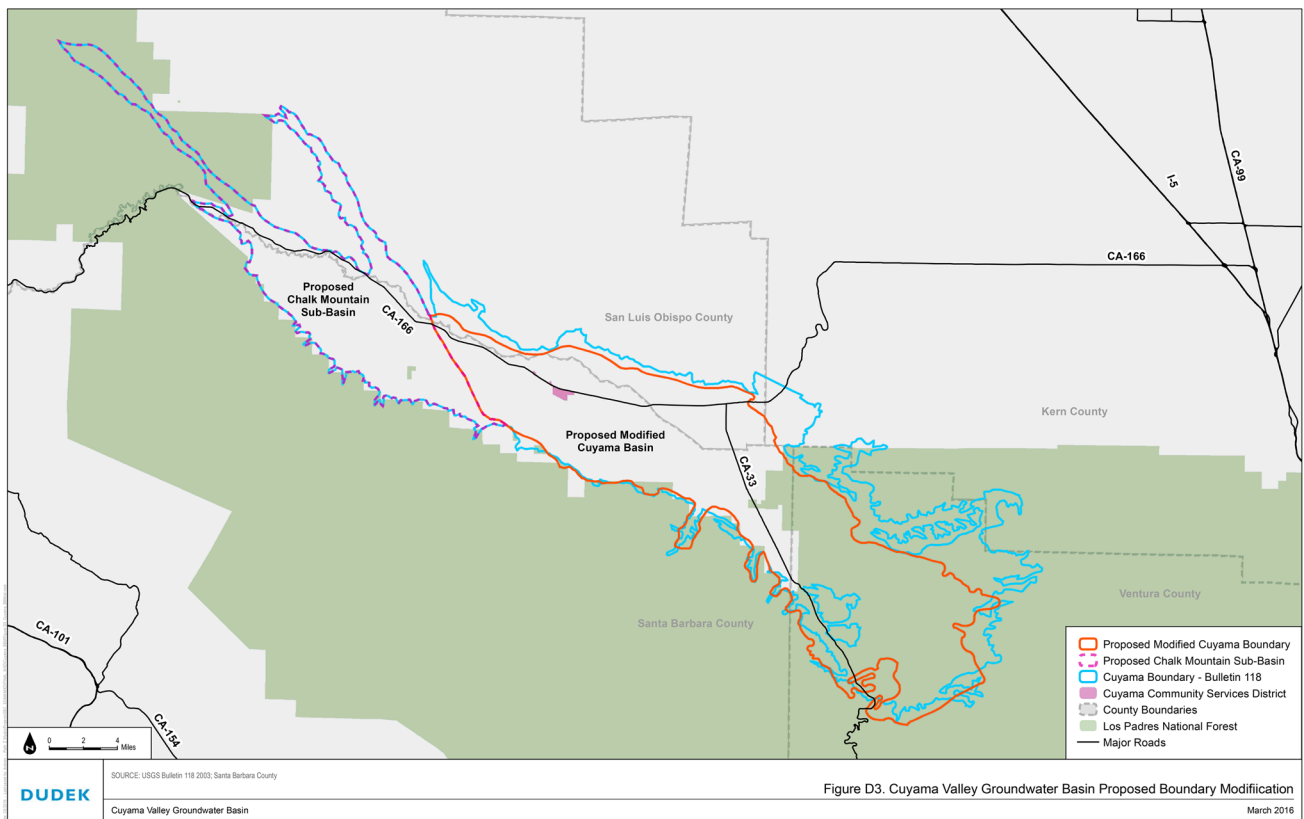 CA-99
I-5
CA-166
Proposed
Chalk Mountain
Sub-Basin
CA-166
San Luis Obispo County
Kern County
Proposed Modified
Cuyama Basin
CA-33
Ventura County
Santa Barbara County
CA-101
CA-154
Proposed Modified Cuyama Boundary
Proposed Chalk Mountain Sub-Basin
Cuyama Boundary - Bulletin 118
Cuyama Community Services District
County Boundaries
Los Padres National Forest
Major Roads
N
0 2 4
Miles
DUDEK
SOURCE: USGS Bulletin 118 2003; Santa Barbara County
Cuyama Valley Groundwater Basin
Figure D3. Cuyama Valley Groundwater Basin Proposed Boundary Modifiication
March 2016